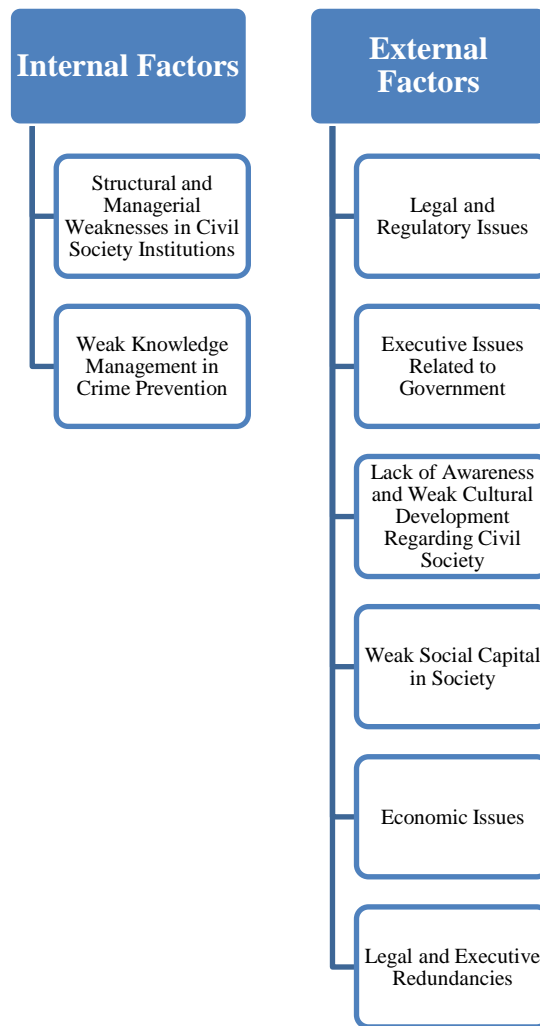 Internal Factors
Structural and
Managerial
Weaknesses in Civil
Society Institutions
Weak Knowledge
Management in
Crime Prevention
External
Factors
Legal and
Regulatory Issues
Executive Issues
Related to
Government
Lack of Awareness
and Weak Cultural
Development
Regarding Civil
Society
Weak Social Capital
in Society
Economic Issues
Legal and Executive
Redundancies